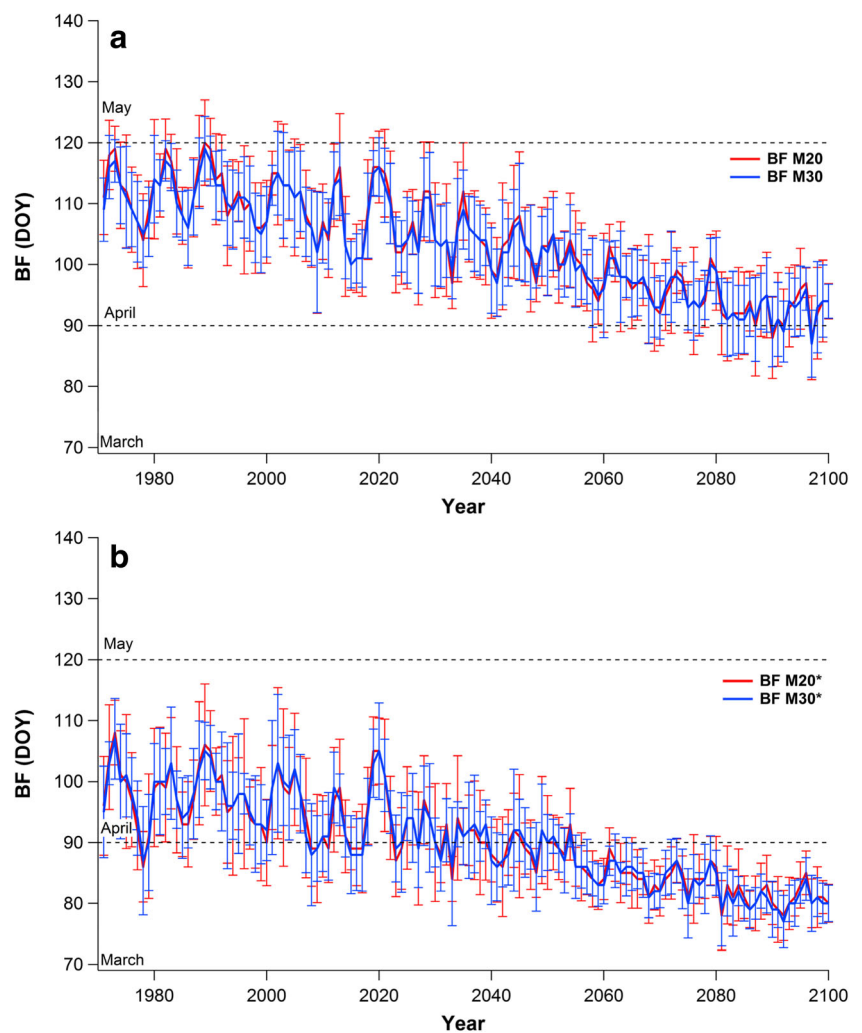 a
140
130
120
110
100
90
80
70
BF (DOY)
May
April
March
BF M20
BF M30
1980
2000
2020
2040
2060
2080
2100
Year
b
140
130
120
110
100
90
80
70
BF (DOY)
May
April
March
BF M20*
BF M30*
1980
2000
2020
2040
2060
2080
2100
Year